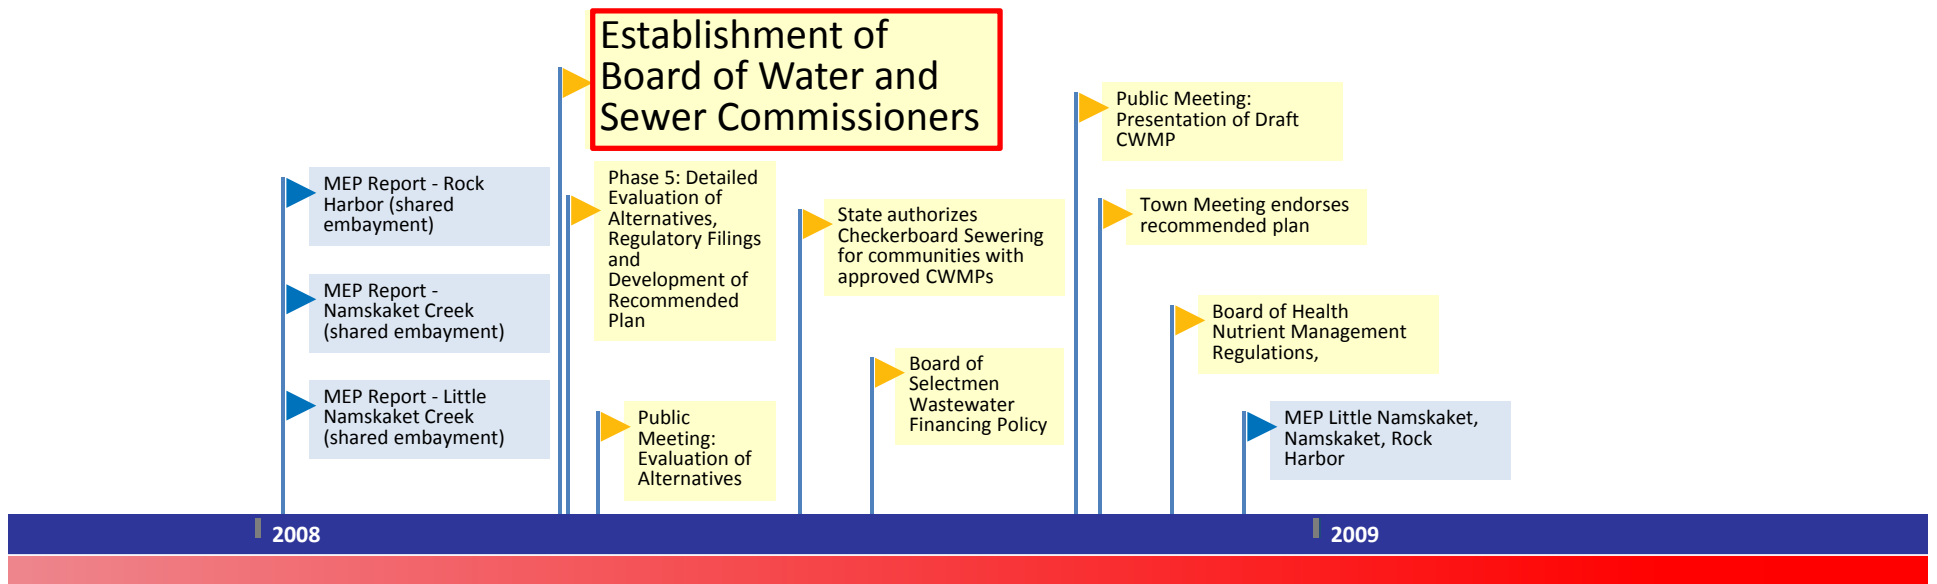 Establishment of
Board of Water and
Sewer Commissioners
MEP Report - Rock
Harbor (shared
embayment)
MEP Report -
Namskaket Creek
(shared embayment)
MEP Report - Little
Namskaket Creek
(shared embayment)
Phase 5: Detailed
Evaluation of
Alternatives,
Regulatory Filings
and
Development of
Recommended
Plan
Public
Meeting:
Evaluation of
Alternatives
State authorizes
Checkerboard Sewering
for communities with
approved CWMPs
Board of
Selectmen
Wastewater
Financing Policy
Public Meeting:
Presentation of Draft
CWMP
Town Meeting endorses
recommended plan
Board of Health
Nutrient Management
Regulations,
MEP Little Namskaket,
Namskaket, Rock
Harbor
2008
2009